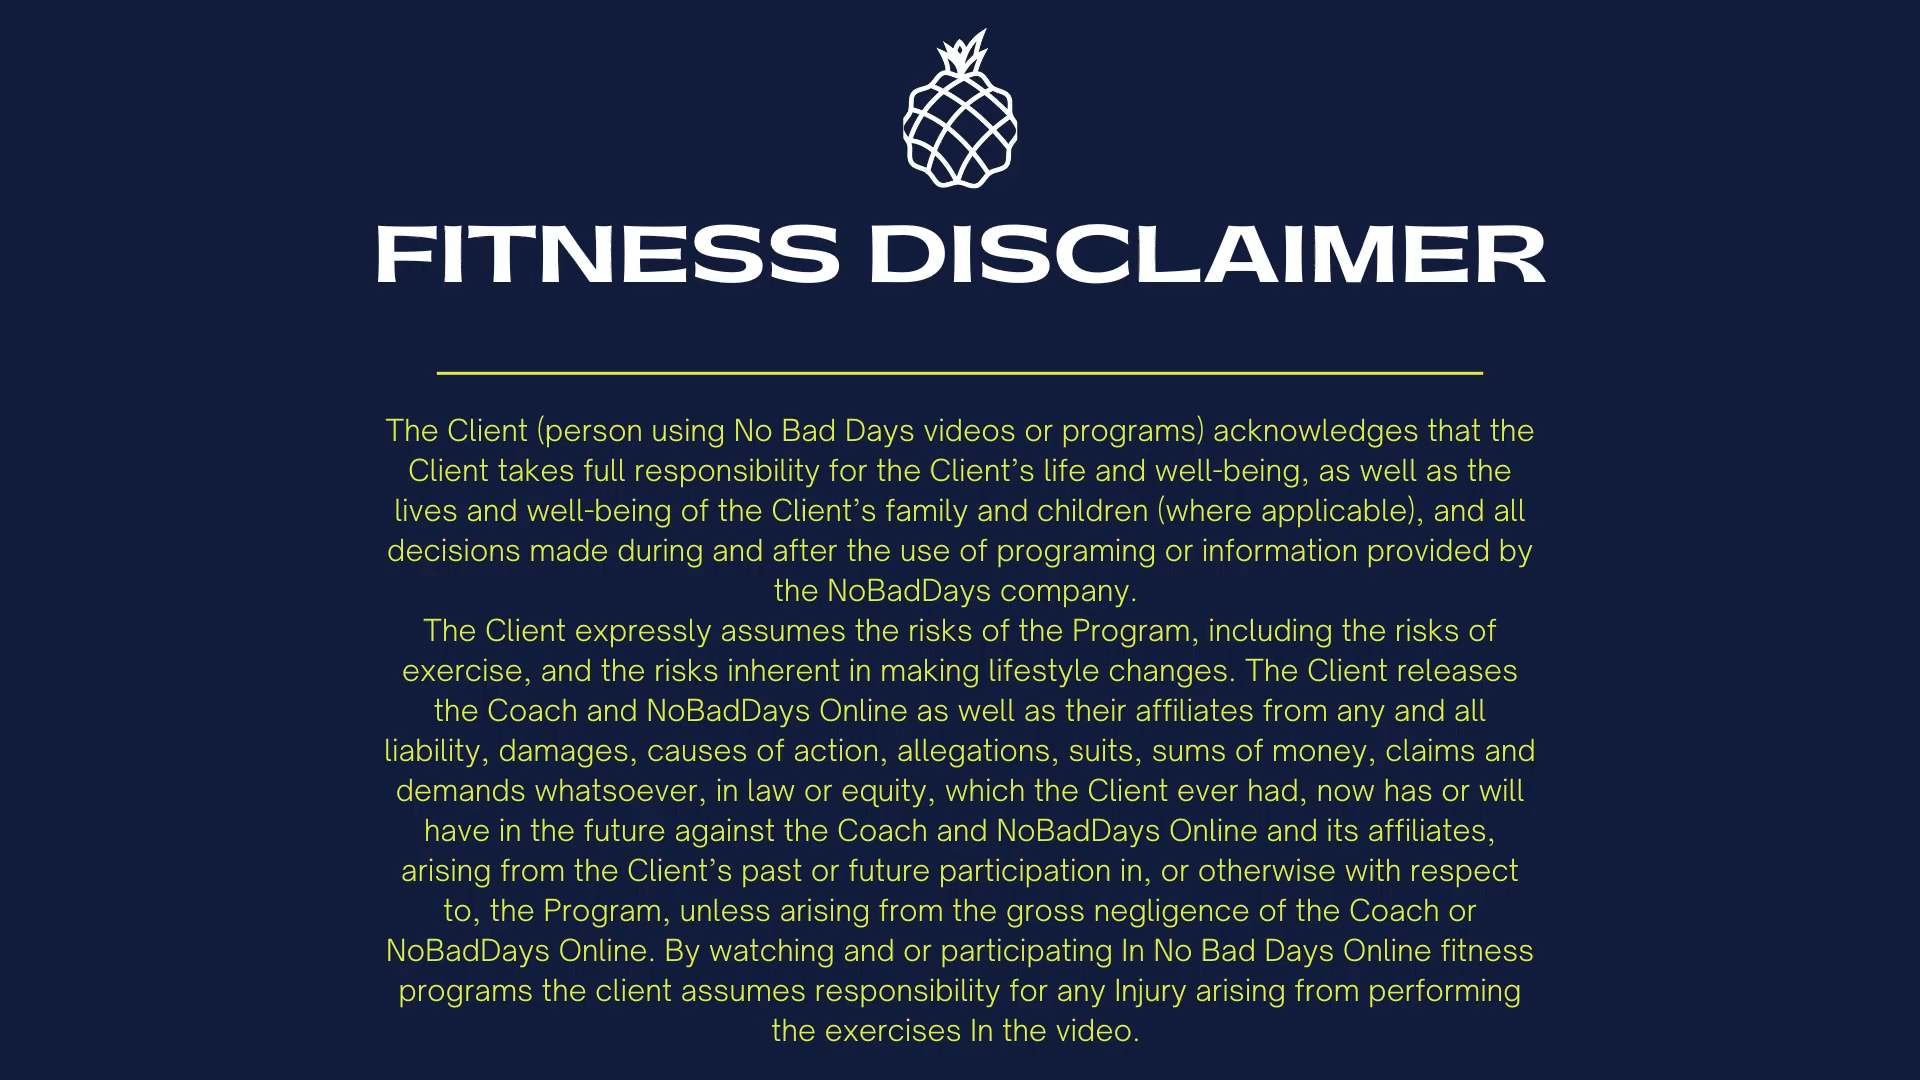 FITNESS DISCLAIMER
The Client (person using No Bad Days videos or programs) acknowledges that the
Client takes full responsibility for the Client’s life and well-being, as well as the
lives and well-being of the Client’s family and children (where applicable), and all
decisions made during and after the use of programing or information provided by
the NoBadDays company.
The Client expressly assumes the risks of the Program, including the risks of
exercise, and the risks inherent in making lifestyle changes. The Client releases
the Coach and NoBadDays Online as well as their affiliates from any and all
liability, damages, causes of action, allegations, suits, sums of money, claims and
demands whatsoever, in law or equity, which the Client ever had, now has or will
have in the future against the Coach and NoBadDays Online and its affiliates,
arising from the Client’s past or future participation in, or otherwise with respect
to, the Program, unless arising from the gross negligence of the Coach or
NoBadDays Online. By watching and or participating In No Bad Days Online fitness
programs the client assumes responsibility for any Injury arising from performing
the exercises In the video.